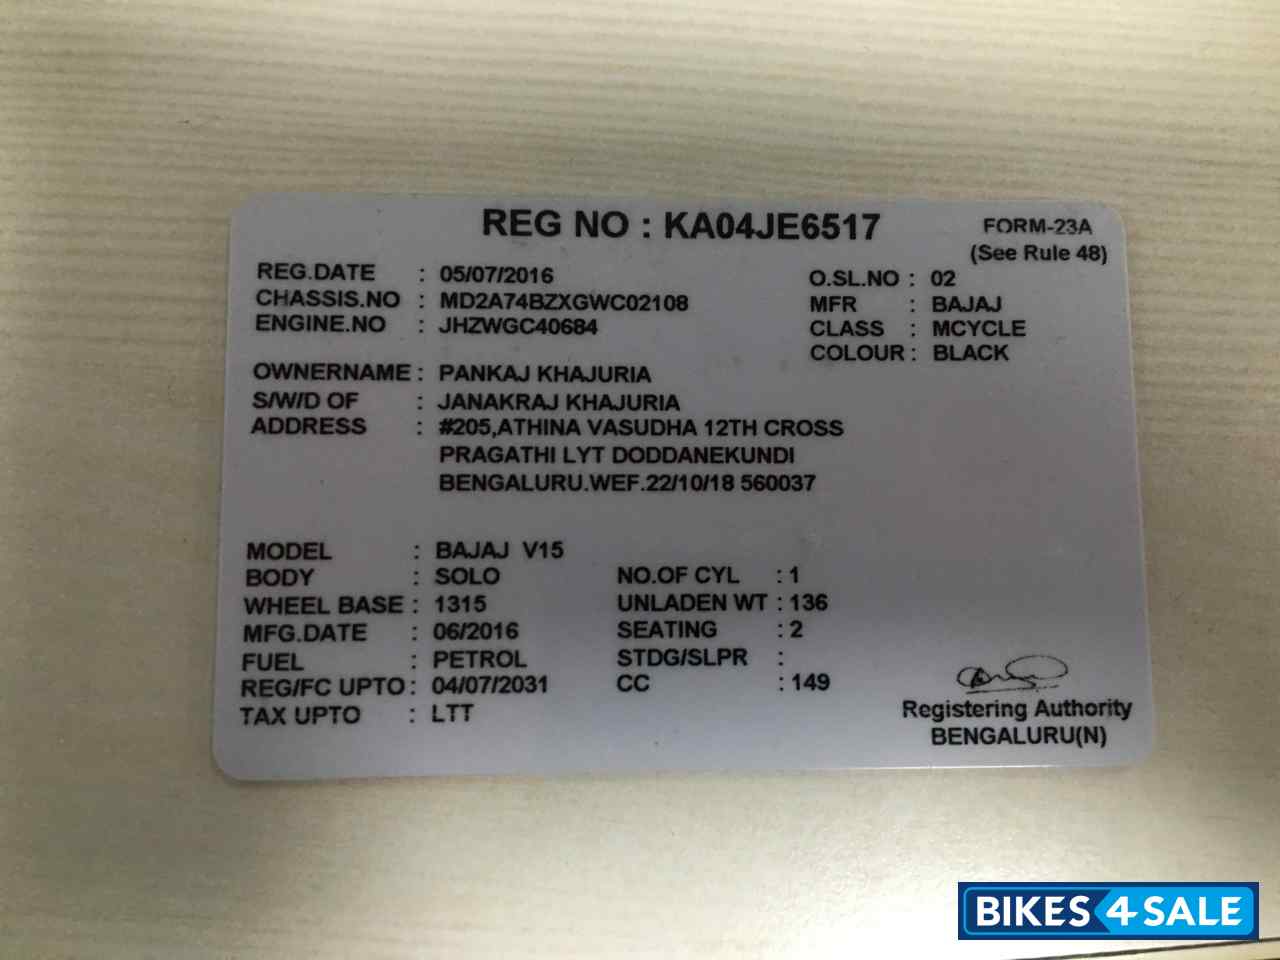 REG NO : KA04JE6517
FORM-23A
(See Rule 48)
REG.DATE : 05/07/2016
O.SL.NO : 02
CHASSIS.NO : MD2A74BZXGWC02108
MFR : BAJAJ
ENGINE.NO : JHZWGC40684
CLASS : MCYCLE
COLOUR : BLACK
OWNERNAME : PANKAJ KHAJURIA
S/W/D OF : JANAKRAJ KHAJURIA
ADDRESS : #205,ATHINA VASUDHA 12TH CROSS
PRAGATHI LYT DODDANEKUNDI
BENGALURU.WEF.22/10/18 560037
MODEL : BAJAJ V15
BODY : SOLO
NO.OF CYL : 1
WHEEL BASE : 1315
UNLADEN WT : 136
MFG.DATE : 06/2016
SEATING : 2
FUEL : PETROL
STDG/SLPR :
REG/FC UPTO : 04/07/2031
CC : 149
TAX UPTO : LTT
Registering Authority
BENGALURU(N)
BIKES4SALE